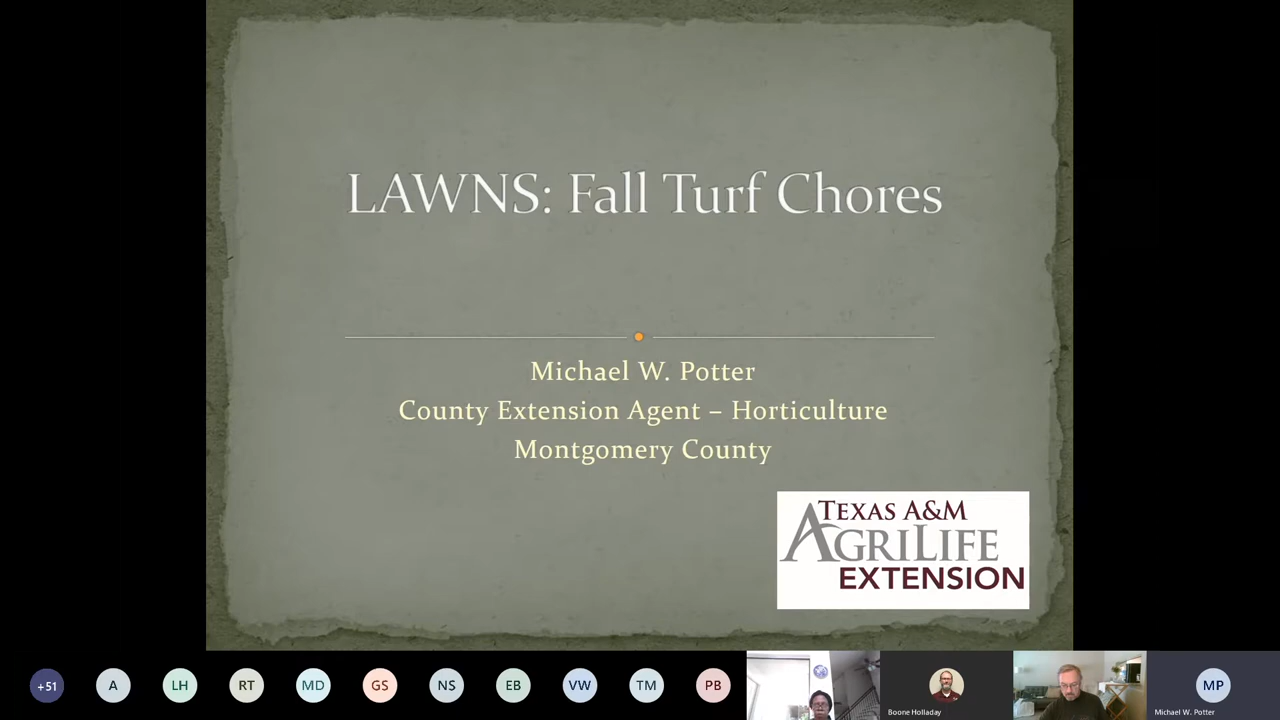 LAWNS: Fall Turf Chores
Michael W. Potter
County Extension Agent – Horticulture
Montgomery County
TEXAS A&M
AGRILIFE
EXTENSION
+51
A
LH
RT
MD
GS
NS
EB
VW
TM
PB
Boone Holladay
MP
Michael W. Potter